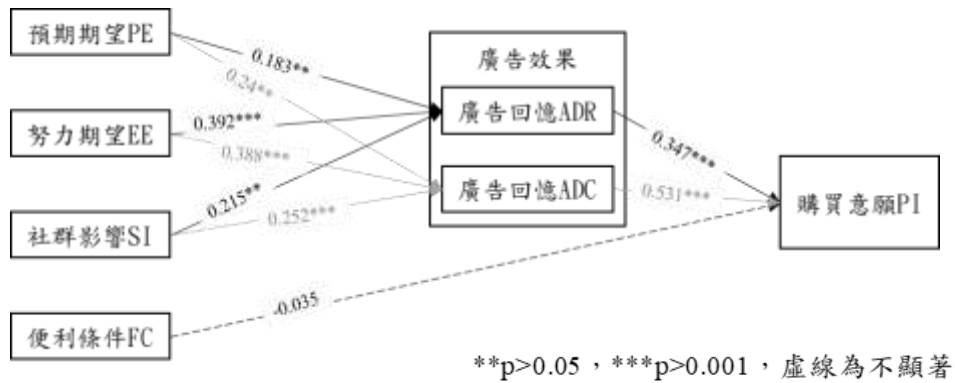 預期期望PE
0.183**
0.24**
廣告效果
廣告回憶ADR
努力期望EE
0.392***
0.388***
0.347***
廣告回憶ADC
0.531***
購買意願PI
0.215**
0.252***
社群影響SI
-0.035
便利條件FC
**p>0.05，***p>0.001，虛線為不顯著